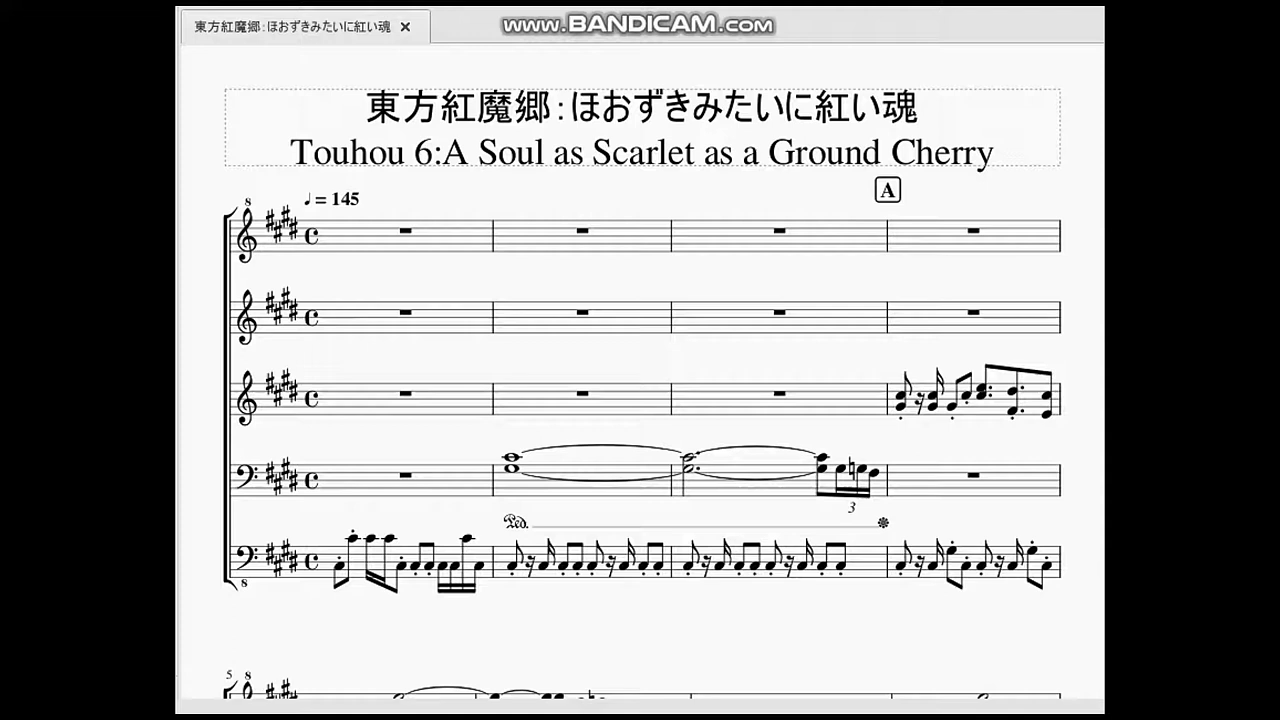 東方紅魔郷:ほおずきみたいに紅い魂 ×
www.BANDICAM.com
東方紅魔郷:ほおずきみたいに紅い魂
Touhou 6:A Soul as Scarlet as a Ground Cherry
♩ = 145
A
8
3
Ped.
8
5
8